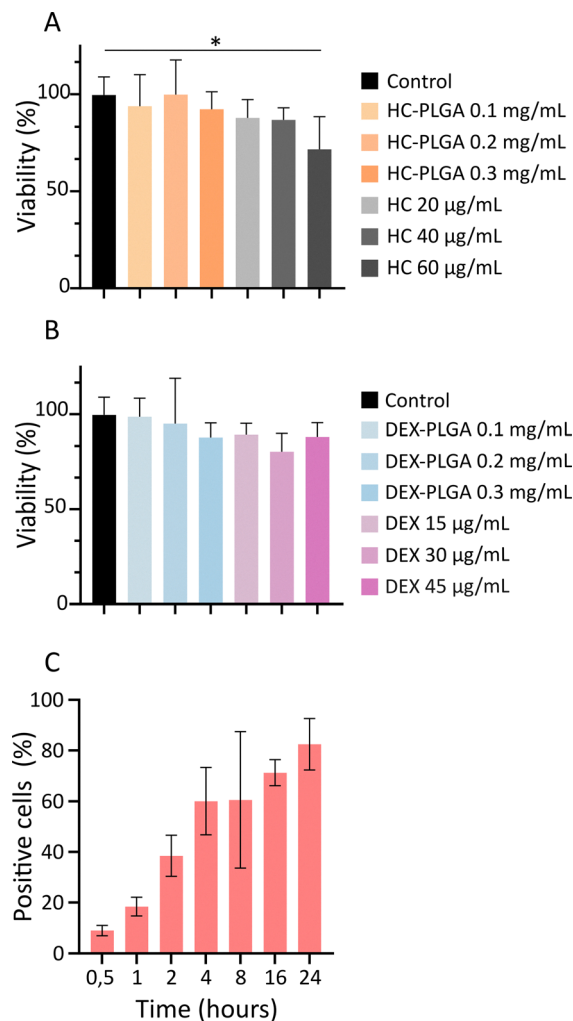 A
*
Viability (%)
100
50
0
Control
HC-PLGA 0.1 mg/mL
HC-PLGA 0.2 mg/mL
HC-PLGA 0.3 mg/mL
HC 20 µg/mL
HC 40 µg/mL
HC 60 µg/mL
B
Viability (%)
100
50
0
Control
DEX-PLGA 0.1 mg/mL
DEX-PLGA 0.2 mg/mL
DEX-PLGA 0.3 mg/mL
DEX 15 µg/mL
DEX 30 µg/mL
DEX 45 µg/mL
C
Positive cells (%)
100
80
60
40
20
0
0,5 1 2 4 8 16 24
Time (hours)